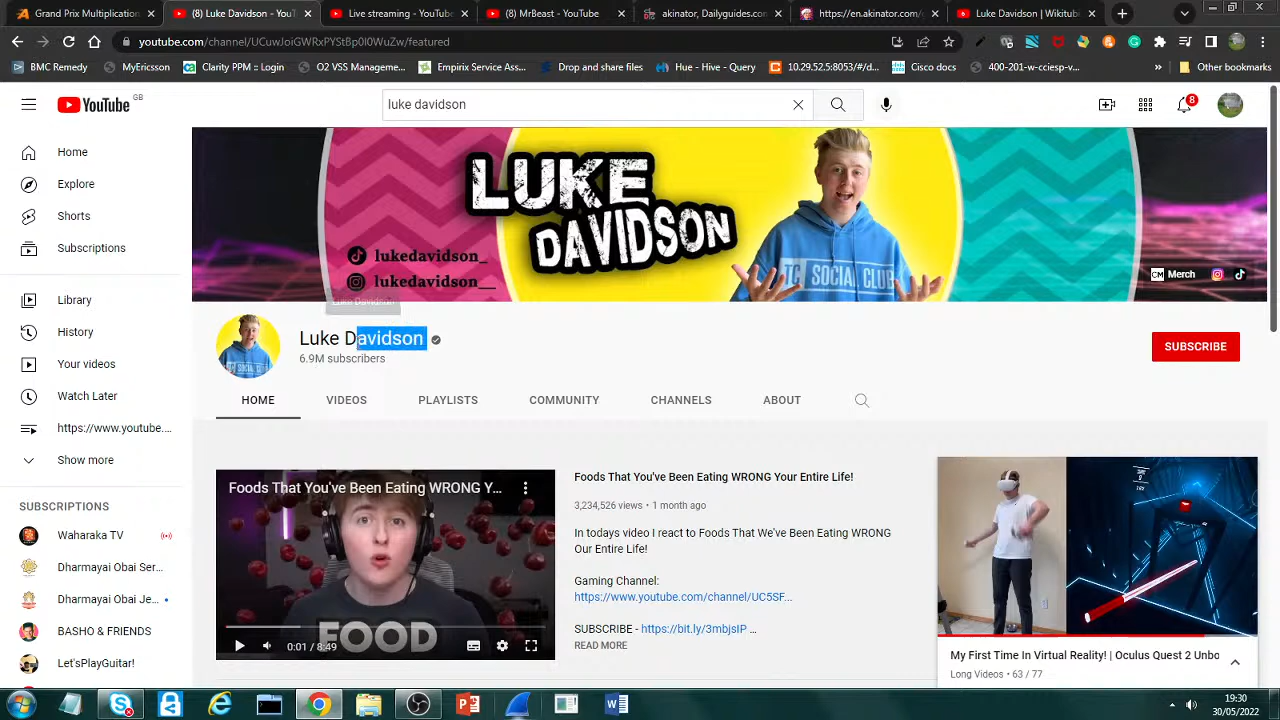 Grand Prix Multiplication
(8) Luke Davidson - YouTube
Live streaming - YouTube
(8) MrBeast - YouTube
akinator, Dailyguides.com
https://en.akinator.com/
Luke Davidson | Wikitub
youtube.com/channel/
/featured
BMC Remedy
MyEricson
Clarity PPM :: Login
O2 VSS Manageme...
Empirix Service Ass...
Drop and share files
Hue - Hive - Query
10.29.52.5:8053/#/d...
Cisco docs
400-201-w-cciesp-v...
»
Other bookmarks
YouTube GB
luke davidson
8
Home
Explore
Shorts
Subscriptions
Library
History
Your videos
Watch Later
https://www.youtube....
Show more
SUBSCRIPTIONS
Waharaka TV
Dharmayai Obai Ser...
Dharmayai Obai Je...
BASHO & FRIENDS
Let'sPlayGuitar!
LUKE
DAVIDSON
lukedavidson_
lukedavidson__
TC SOCIAL CLUB
CM Merch
Luke Davidson
Luke Davidson
6.9M subscribers
SUBSCRIBE
HOME
VIDEOS
PLAYLISTS
COMMUNITY
CHANNELS
ABOUT
Foods That You've Been Eating WRONG Y...
FOOD
0:01 / 8:49
Foods That You've Been Eating WRONG Your Entire Life!
3,234,526 views • 1 month ago
In todays video I react to Foods That We've Been Eating WRONG
Our Entire Life!
Gaming Channel:
https://www.youtube.com/channel/UC5SF...
SUBSCRIBE - https://bit.ly/3mbjsIP ...
READ MORE
My First Time In Virtual Reality! | Oculus Quest 2 Unbo
Long Videos • 63 / 77
19:30
30/05/2022